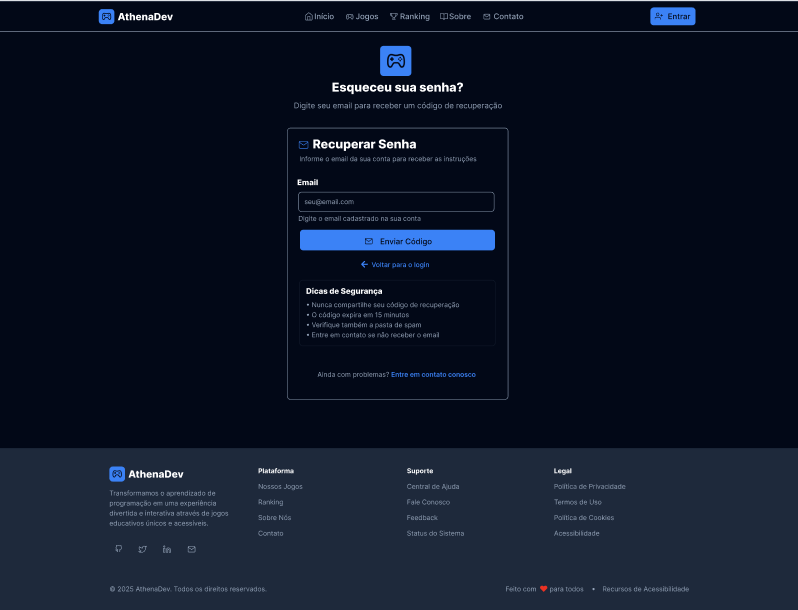 AthenaDev
Início Jogos Ranking Sobre Contato
Entrar
Esqueceu sua senha?
Digite seu email para receber um código de recuperação
Recuperar Senha
Informe o email da sua conta para receber as instruções
Email
seu@email.com
Digite o email cadastrado na sua conta
Enviar Código
Voltar para o login
Dicas de Segurança
• Nunca compartilhe seu código de recuperação
• O código expira em 15 minutos
• Verifique também a pasta de spam
• Entre em contato se não receber o email
Ainda com problemas? Entre em contato conosco
AthenaDev
Transformamos o aprendizado de
programação em uma experiência
divertida e interativa através de jogos
educativos únicos e acessíveis.
Plataforma
Nossos Jogos
Ranking
Sobre Nós
Contato
Suporte
Central de Ajuda
Fale Conosco
Feedback
Status do Sistema
Legal
Política de Privacidade
Termos de Uso
Política de Cookies
Acessibilidade
© 2025 AthenaDev. Todos os direitos reservados.
Feito com ❤️ para todos • Recursos de Acessibilidade